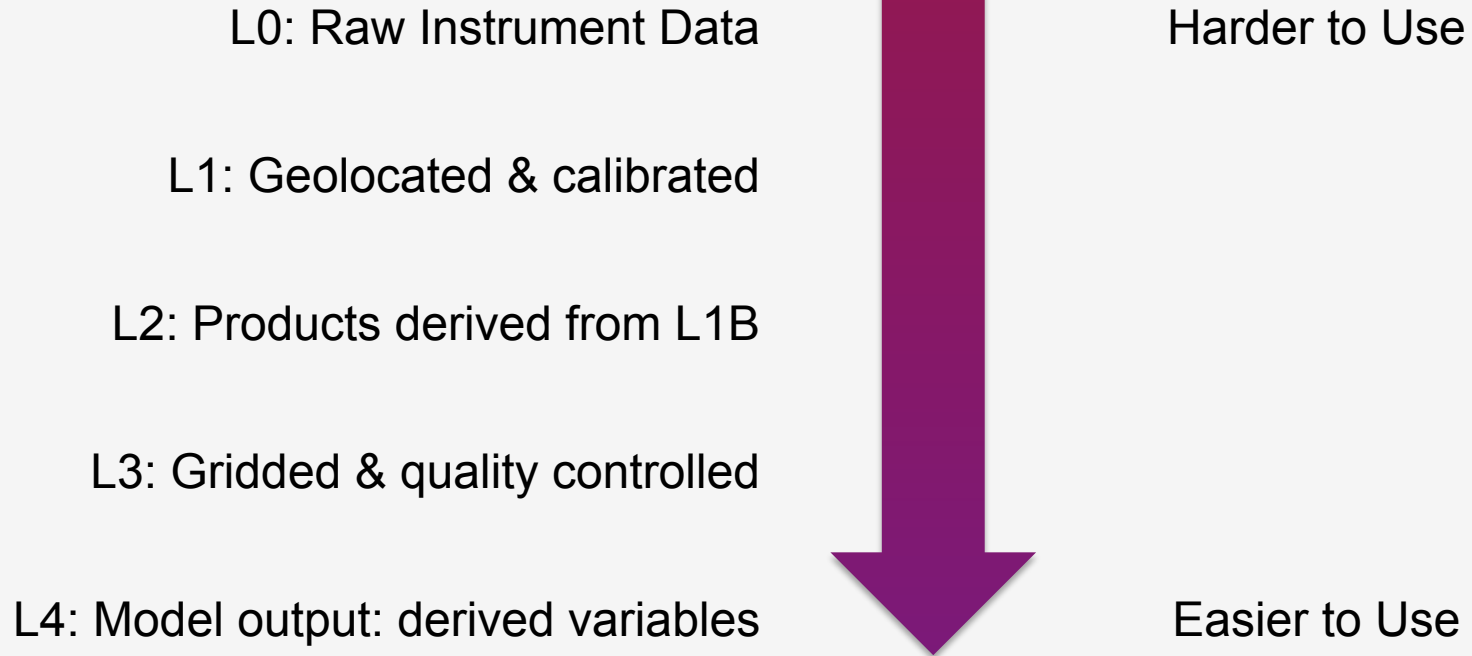 L0: Raw Instrument Data
Harder to Use
L1: Geolocated & calibrated
L2: Products derived from L1B
L3: Gridded & quality controlled
L4: Model output: derived variables
Easier to Use